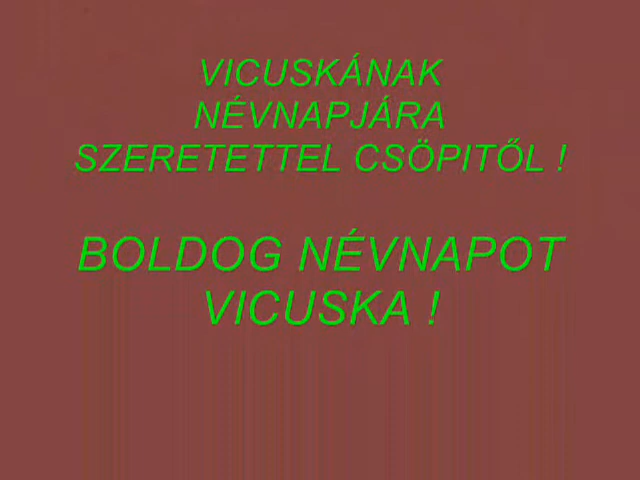 VICUSKÁNAK
NÉVNAPJÁRA
SZERETETTEL CSÖPITŐL !
BOLDOG NÉVNAPOT
VICUSKA !